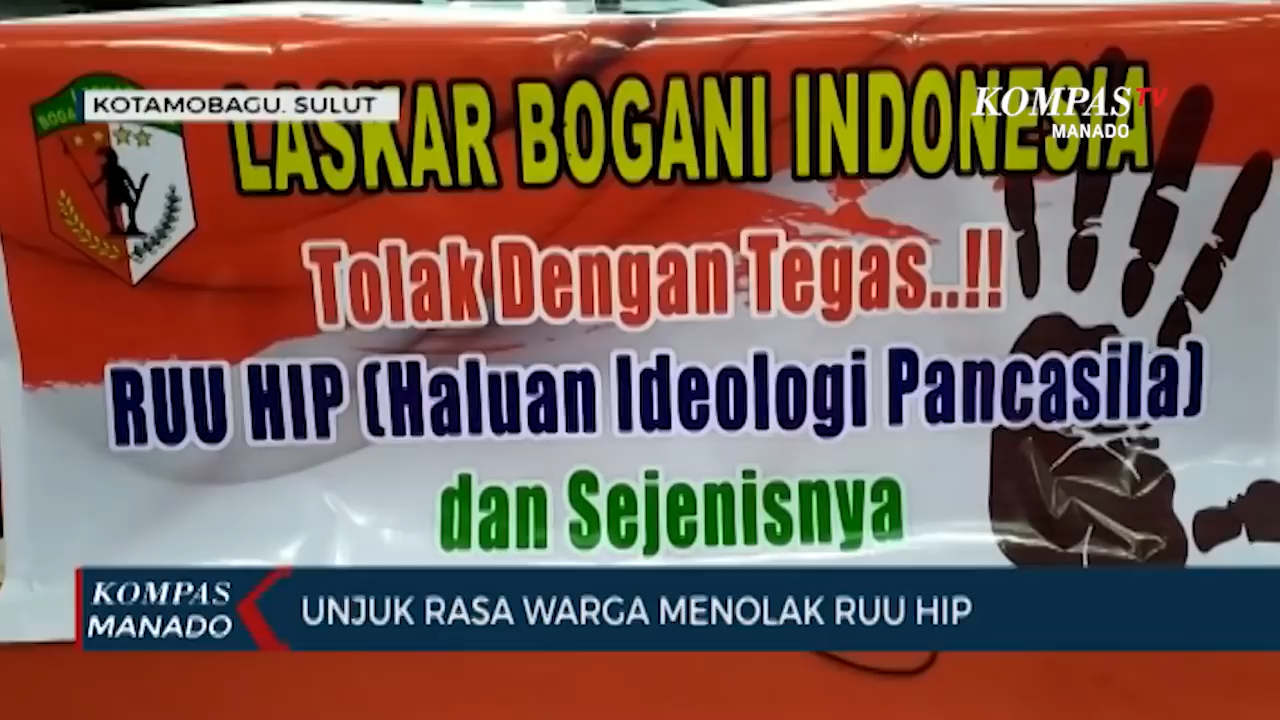 KOTAMOBAGU, SULUT
KOMPAS TV
MANADO
LASKAR BOGANI INDONESIA
Tolak Dengan Tegas..!!
RUU HIP (Haluan Ideologi Pancasila)
dan Sejenisnya
KOMPAS
MANADO
UNJUK RASA WARGA MENOLAK RUU HIP